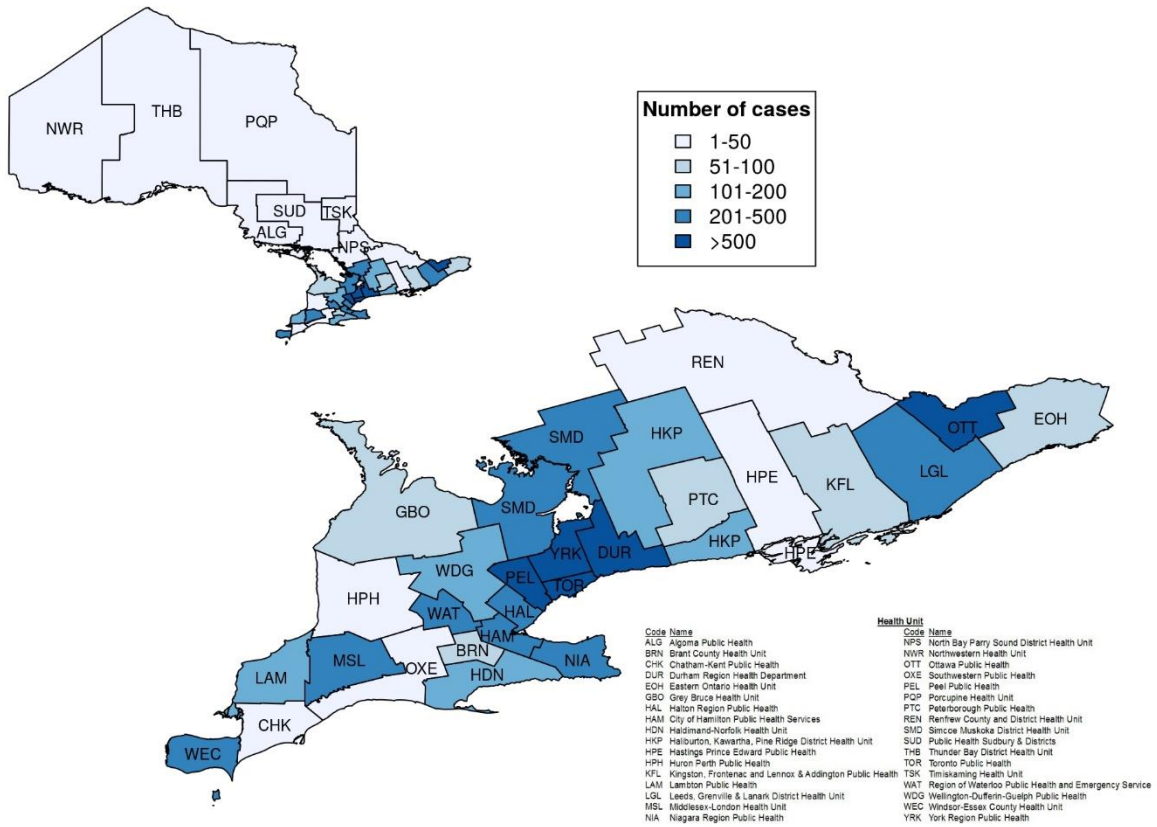 THB
NWR
PQP
SUD
TSK
ALG
NPS
Number of cases
1-50
51-100
101-200
201-500
>500
REN
SMD
HKP
OTT
EOH
HPE
LGL
KFL
PTC
GBO
SMD
HKP
YRK
DUR
HPE
WDG
PEL
TOR
HPH
WAT
HAL
HAM
BRN
MSL
OXE
NIA
LAM
HDN
CHK
WEC
Health Unit
Code Name
ALG Algoma Public Health
BRN Brant County Health Unit
CHK Chatham-Kent Public Health
DUR Durham Region Health Department
EOH Eastern Ontario Health Unit
GBO Grey Bruce Health Unit
HAL Halton Region Public Health
HAM City of Hamilton Public Health Services
HDN Haldimand-Norfolk Health Unit
HKP Haliburton, Kawartha, Pine Ridge District Health Unit
HPE Hastings Prince Edward Public Health
HPH Huron Perth Public Health
KFL Kingston, Frontenac and Lennox & Addington Public Health
LAM Lambton Public Health
LGL Leeds, Grenville & Lanark District Health Unit
MSL Middlesex-London Health Unit
NIA Niagara Region Public Health
Code Name
NPS North Bay Parry Sound District Health Unit
NWR Northwestern Health Unit
OTT Ottawa Public Health
OXE Southwestern Public Health
PEL Peel Public Health
PQP Porcupine Health Unit
PTC Peterborough Public Health
REN Renfrew County and District Health Unit
SMD Simcoe Muskoka District Health Unit
SUD Public Health Sudbury & Districts
THB Thunder Bay District Health Unit
TOR Toronto Public Health
TSK Timiskaming Health Unit
WAT Region of Waterloo Public Health and Emergency Service
WDG Wellington-Dufferin-Guelph Public Health
WEC Windsor-Essex County Health Unit
YRK York Region Public Health